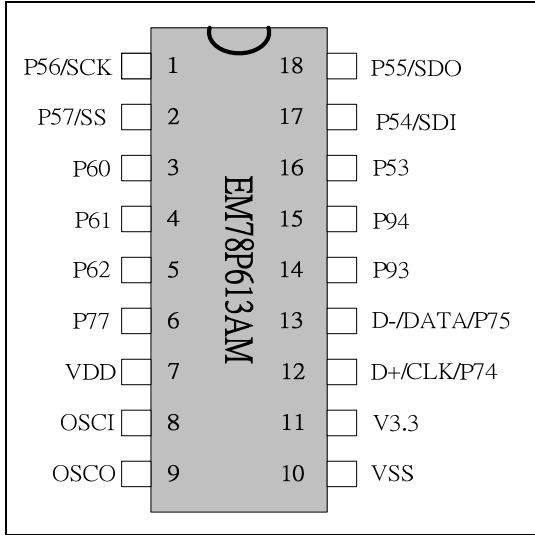 P56/SCK 1 18 P55/SDO
P57/SS 2 17 P54/SDI
P60 3 16 P53
P61 4 15 P94
P62 5 14 P93
P77 6 13 D-/DATA/P75
VDD 7 12 D+/CLK/P74
OSCI 8 11 V3.3
OSCO 9 10 VSS
EM78P613AM